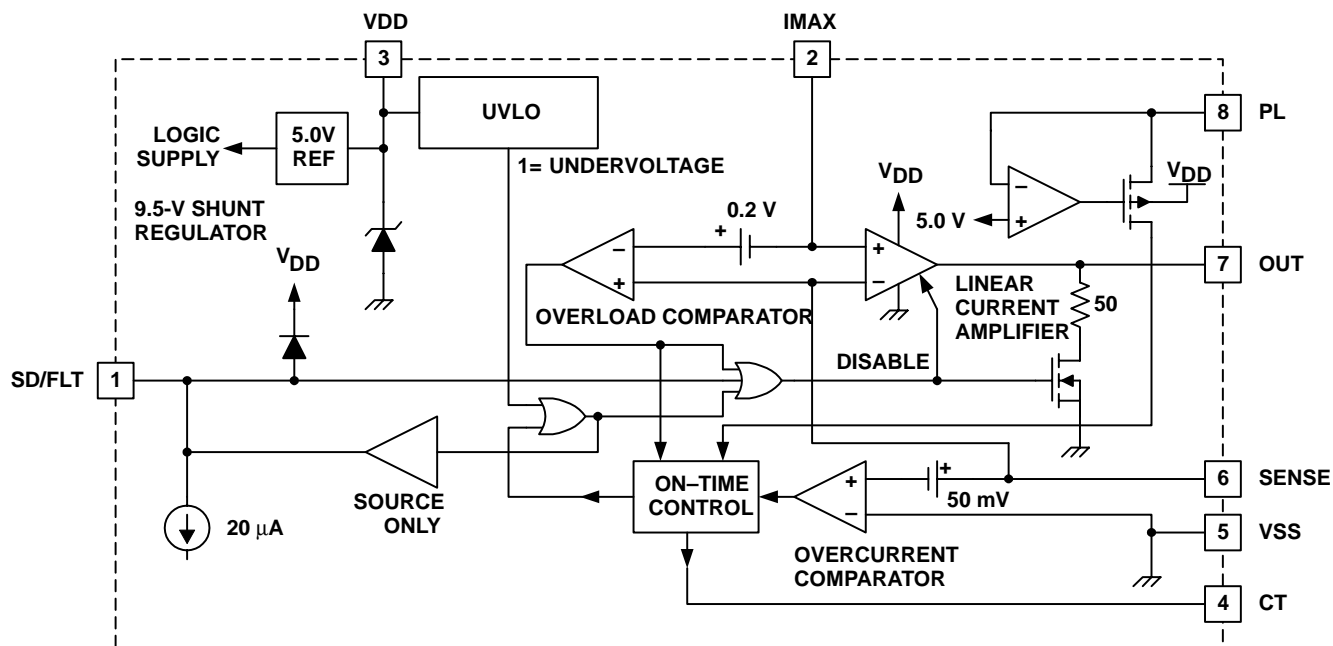 VDD
IMAX
3
2
8
PL
UVLO
LOGIC
SUPPLY
5.0V
REF
1= UNDERVOLTAGE
VDD
VDD
9.5-V SHUNT
REGULATOR
0.2 V
+
−
+
+
−
−
+
5.0 V
VDD
7
OUT
LINEAR
CURRENT
AMPLIFIER
50
OVERLOAD COMPARATOR
DISABLE
SD/FLT
1
ON–TIME
CONTROL
+
−
+
50 mV
6
SENSE
SOURCE
ONLY
20 μA
5
VSS
OVERCURRENT
COMPARATOR
4
CT